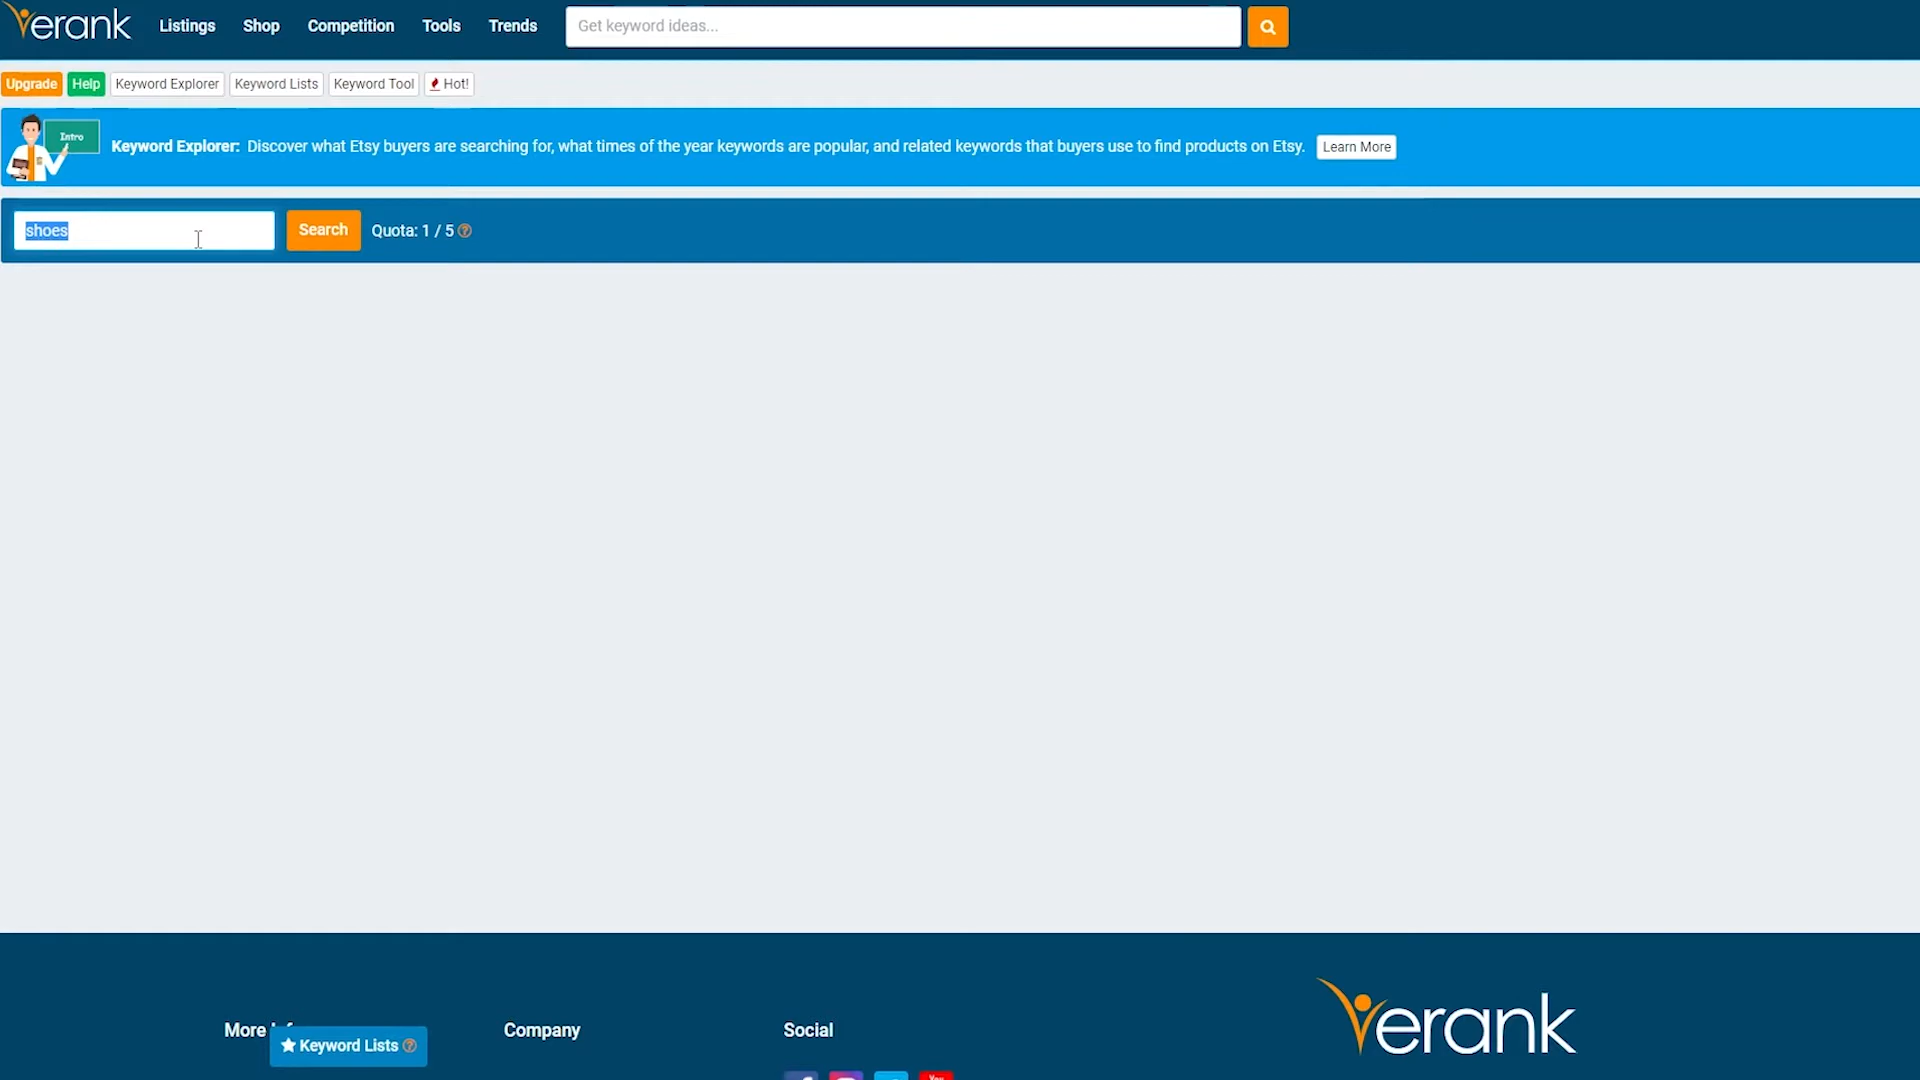 erank Listings Shop Competition Tools Trends Get keyword ideas...
Upgrade Help Keyword Explorer Keyword Lists Keyword Tool Hot!
Intro Keyword Explorer: Discover what Etsy buyers are searching for, what times of the year keywords are popular, and related keywords that buyers use to find products on Etsy. Learn More
shoes Search Quota: 1 / 5
More Company Social erank
Keyword Lists
You